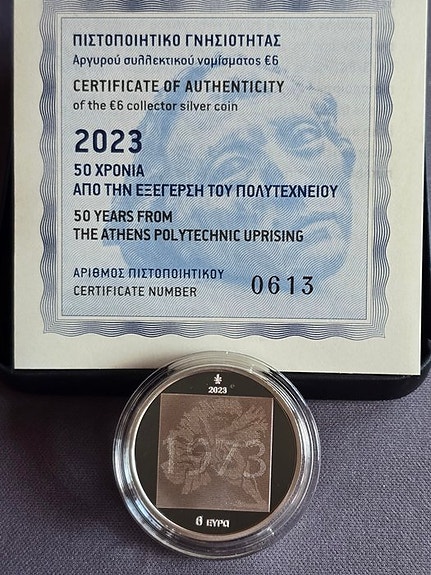 ΠΙΣΤΟΠΟΙΗΤΙΚΟ ΓΝΗΣΙΟΤΗΤΑΣ
Αργυρού συλλεκτικού νομίσματος €6
CERTIFICATE OF AUTHENTICITY
of the €6 collector silver coin
2023
50 ΧΡΟΝΙΑ
ΑΠΟ ΤΗΝ ΕΞΕΓΕΡΣΗ ΤΟΥ ΠΟΛΥΤΕΧΝΕΙΟΥ
50 YEARS FROM
THE ATHENS POLYTECHNIC UPRISING
ΑΡΙΘΜΟΣ ΠΙΣΤΟΠΟΙΗΤΙΚΟΥ
CERTIFICATE NUMBER 0613
2023
1973
6 ΕΥΡΩ